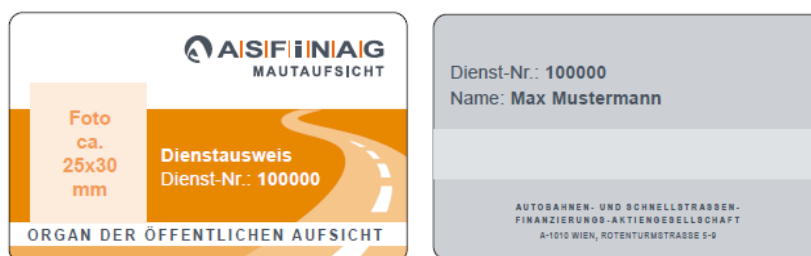 ASFiNAG
MAUTAUFSICHT
Foto
ca.
25x30
mm
Dienstausweis
Dienst-Nr.: 100000
ORGAN DER ÖFFENTLICHEN AUFSICHT
Dienst-Nr.: 100000
Name: Max Mustermann
AUTOBAHNEN- UND SCHNELLSTRASSEN-
FINANZIERUNGS-AKTIENGESELLSCHAFT
A-1010 WIEN, ROTENTURMSTRASSE 5-9